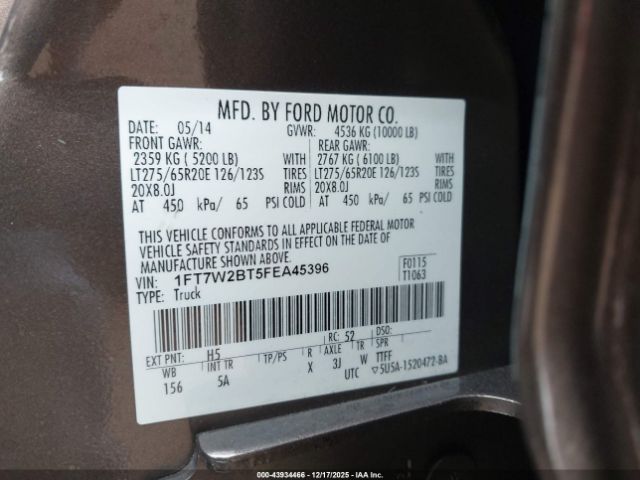 MFD. BY FORD MOTOR CO.
DATE: 05/14 GVWR: 4536 KG (10000 LB)
FRONT GAWR: REAR GAWR:
2359 KG ( 5200 LB) WITH 2767 KG ( 6100 LB) WITH
LT275/65R20E 126/123S TIRES LT275/65R20E 126/123S TIRES
20X8.0J RIMS 20X8.0J RIMS
AT 450 kPa/ 65 PSI COLD AT 450 kPa/ 65 PSI COLD
THIS VEHICLE CONFORMS TO ALL APPLICABLE FEDERAL MOTOR
VEHICLE SAFETY STANDARDS IN EFFECT ON THE DATE OF
MANUFACTURE SHOWN ABOVE.
VIN: 1FT7W2BT5FEA45396 F0115
TYPE: Truck T1063
EXT PNT: H5 RC: 52 DSO:
WB INT TR TP/PS R AXLE TR SPR
156 5A X 3J W TTFF
UTC ▽5U5A-1520472-BA
000-43934466 | 12/17/2025 - IAA, Inc.